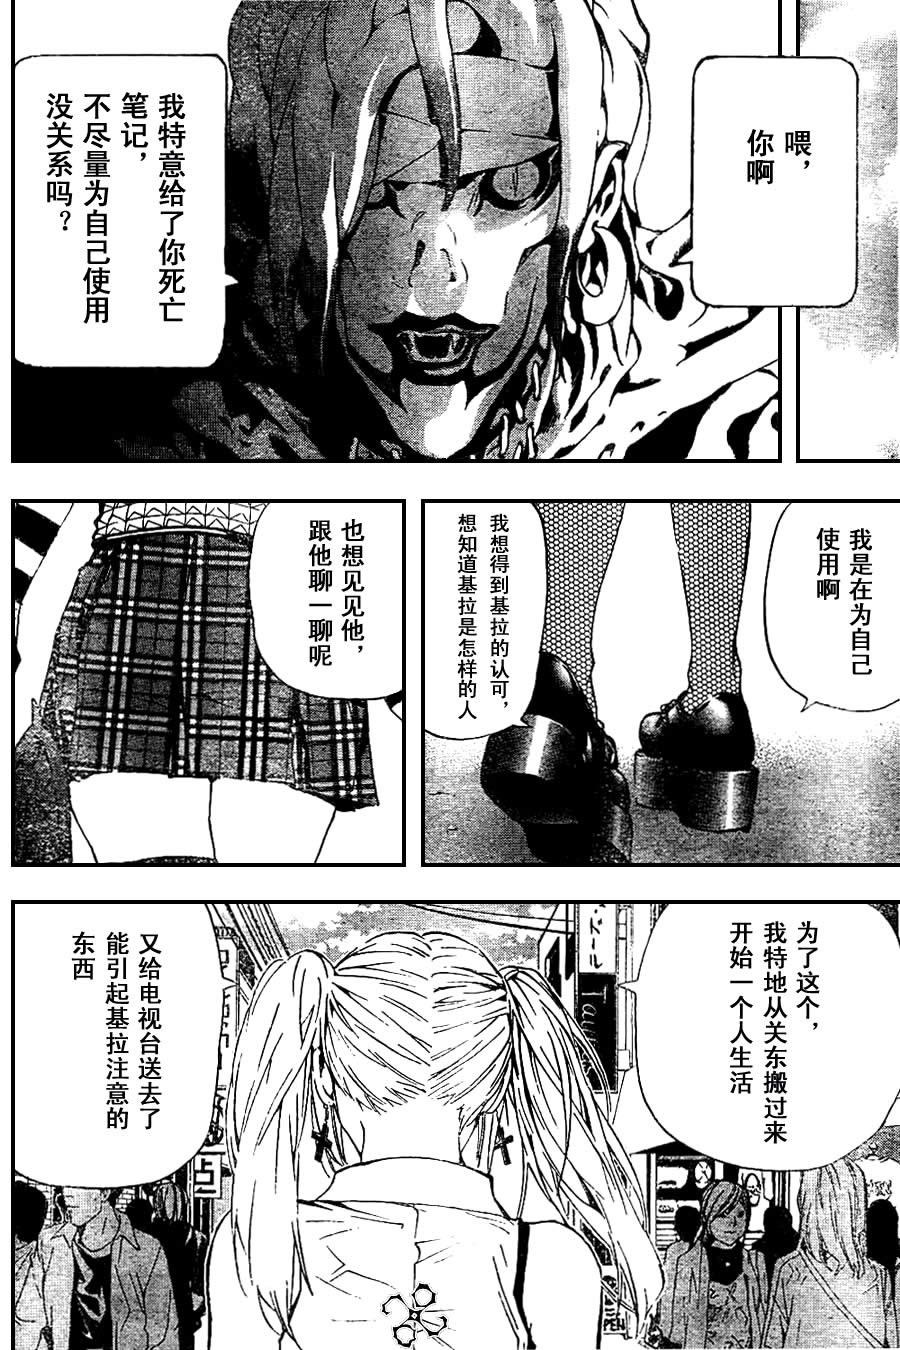 喂，
你啊
我特意给了你死亡
笔记，
不尽量为自己使用
没关系吗？
我是在为自己
使用啊
我想得到基拉的认可，
想知道基拉是怎样的人
也想见见他，
跟他聊一聊呢
为了这个，
我特地从关东搬过来
开始一个人生活
又给电视台送去了
能引起基拉注意的
东西
ドール
占